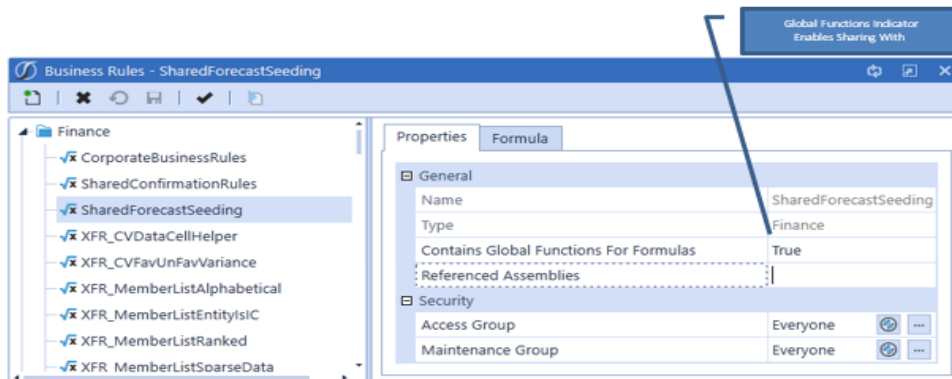 Global Functions Indicator
Enables Sharing With
Business Rules - SharedForecastSeeding
Finance
CorporateBusinessRules
SharedConfirmationRules
SharedForecastSeeding
XFR_CVDataCellHelper
XFR_CVFavUnFavVariance
XFR_MemberListAlphabetical
XFR_MemberListEntityIsIC
XFR_MemberListRanked
XFR_MemberListSparseData
Properties Formula
General
Name SharedForecastSeeding
Type Finance
Contains Global Functions For Formulas True
Referenced Assemblies
Security
Access Group Everyone
Maintenance Group Everyone